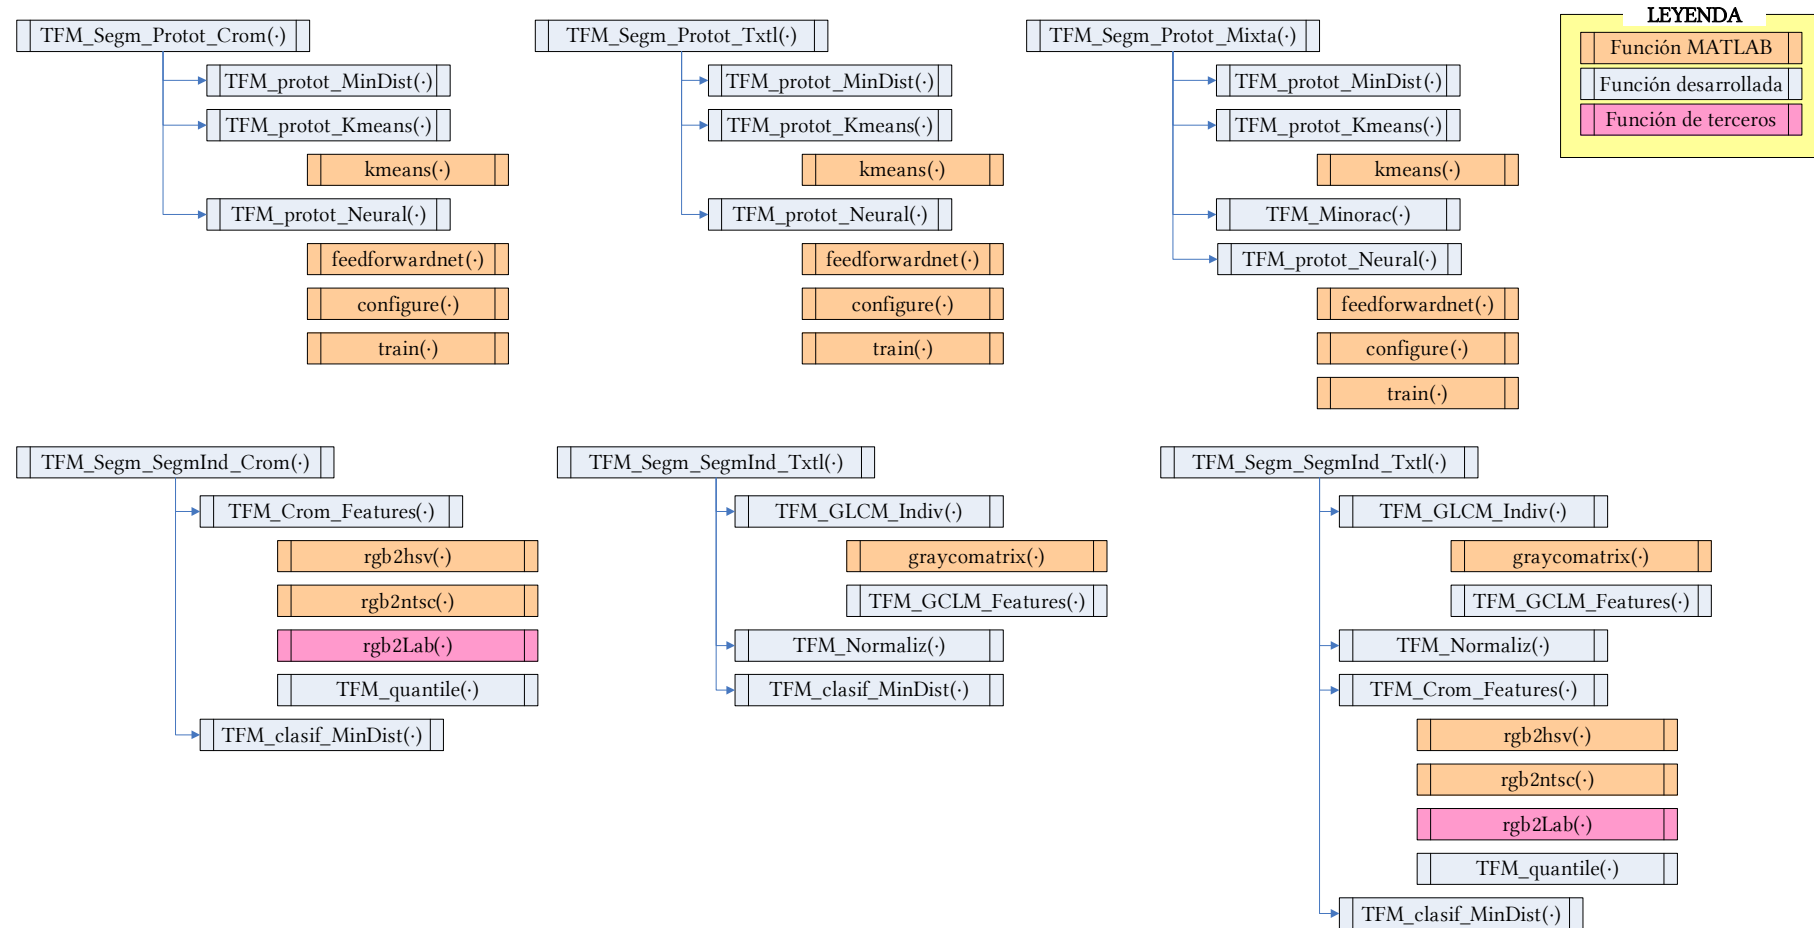 TFM_Segm_Protot_Crom(·)
TFM_protot_MinDist(·)
TFM_protot_Kmeans(·)
kmeans(·)
TFM_protot_Neural(·)
feedforwardnet(·)
configure(·)
train(·)
TFM_Segm_Protot_Txtl(·)
TFM_protot_MinDist(·)
TFM_protot_Kmeans(·)
kmeans(·)
TFM_protot_Neural(·)
feedforwardnet(·)
configure(·)
train(·)
TFM_Segm_Protot_Mixta(·)
TFM_protot_MinDist(·)
TFM_protot_Kmeans(·)
kmeans(·)
TFM_Minorac(·)
TFM_protot_Neural(·)
feedforwardnet(·)
configure(·)
train(·)
LEYENDA
Función MATLAB
Función desarrollada
Función de terceros
TFM_Segm_SegmInd_Crom(·)
TFM_Crom_Features(·)
rgb2hsv(·)
rgb2ntsc(·)
rgb2Lab(·)
TFM_quantile(·)
TFM_clasif_MinDist(·)
TFM_Segm_SegmInd_Txtl(·)
TFM_GLCM_Indiv(·)
graycomatrix(·)
TFM_GCLM_Features(·)
TFM_Normaliz(·)
TFM_clasif_MinDist(·)
TFM_Segm_SegmInd_Txtl(·)
TFM_GLCM_Indiv(·)
graycomatrix(·)
TFM_GCLM_Features(·)
TFM_Normaliz(·)
TFM_Crom_Features(·)
rgb2hsv(·)
rgb2ntsc(·)
rgb2Lab(·)
TFM_quantile(·)
TFM_clasif_MinDist(·)